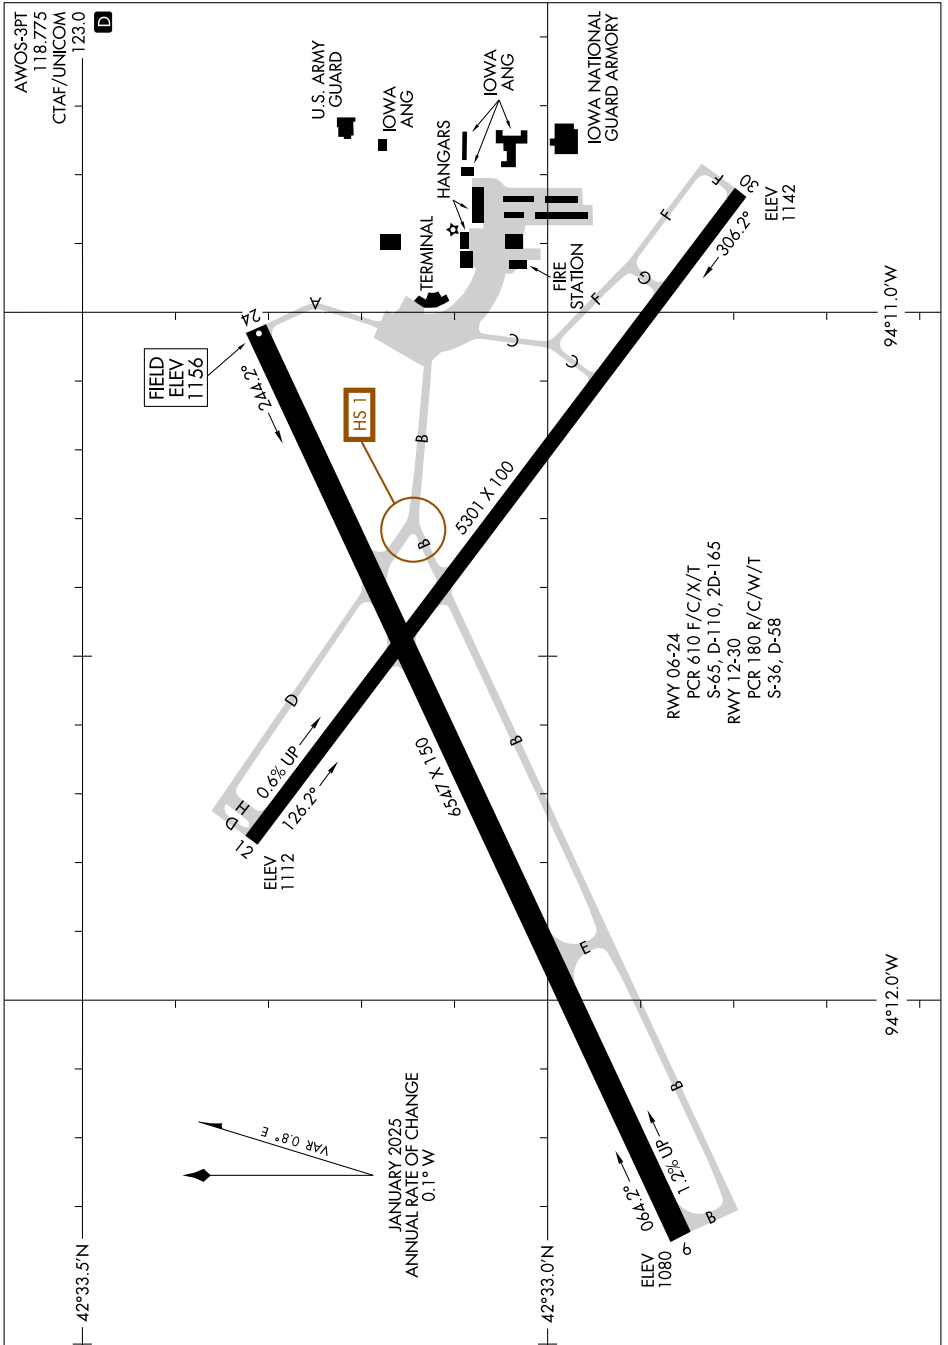 AWOS-3PT
118.775
CTAF/UNICOM
123.0
D
U.S. ARMY
GUARD
IOWA
ANG
IOWA
ANG
HANGARS
IOWA NATIONAL
GUARD ARMORY
TERMINAL
FIRE
STATION
FIELD
ELEV
1156
24
244.2°
A
HS 1
B
B
C
C
F
F
F
G
30
ELEV
1142
306.2°
94°11.0'W
5301 X 100
D
0.6% UP
126.2°
D
H
12
ELEV
1112
6547 X 150
B
E
B
B
RWY 06-24
PCR 610 F/C/X/T
S-65, D-110, 2D-165
RWY 12-30
PCR 180 R/C/W/T
S-36, D-58
94°12.0'W
VAR 0.8° E
JANUARY 2025
ANNUAL RATE OF CHANGE
0.1° W
064.2°
1.2% UP
6
ELEV
1080
42°33.5'N
42°33.0'N